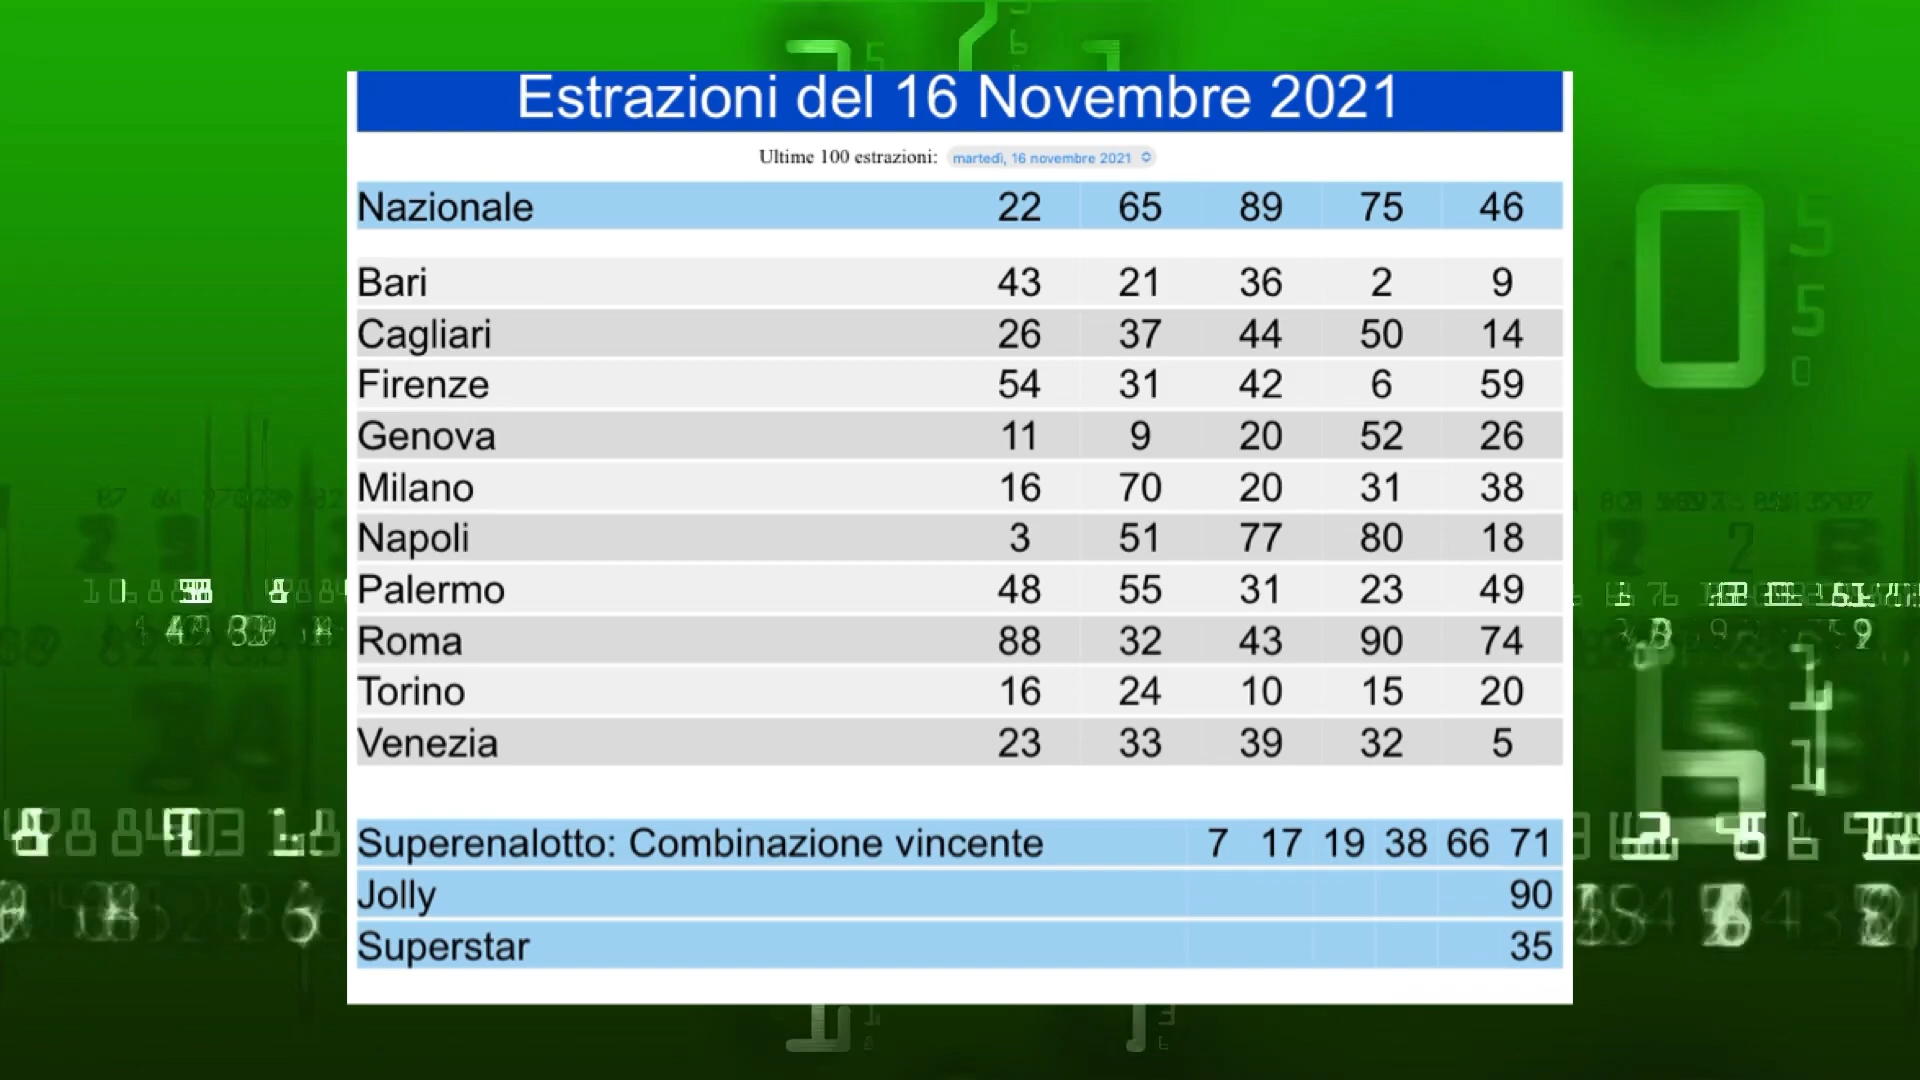 Estrazioni del 16 Novembre 2021
Ultime 100 estrazioni: martedì, 16 novembre 2021
Nazionale 22 65 89 75 46
Bari 43 21 36 2 9
Cagliari 26 37 44 50 14
Firenze 54 31 42 6 59
Genova 11 9 20 52 26
Milano 16 70 20 31 38
Napoli 3 51 77 80 18
Palermo 48 55 31 23 49
Roma 88 32 43 90 74
Torino 16 24 10 15 20
Venezia 23 33 39 32 5
Superenalotto: Combinazione vincente 7 17 19 38 66 71
Jolly 90
Superstar 35